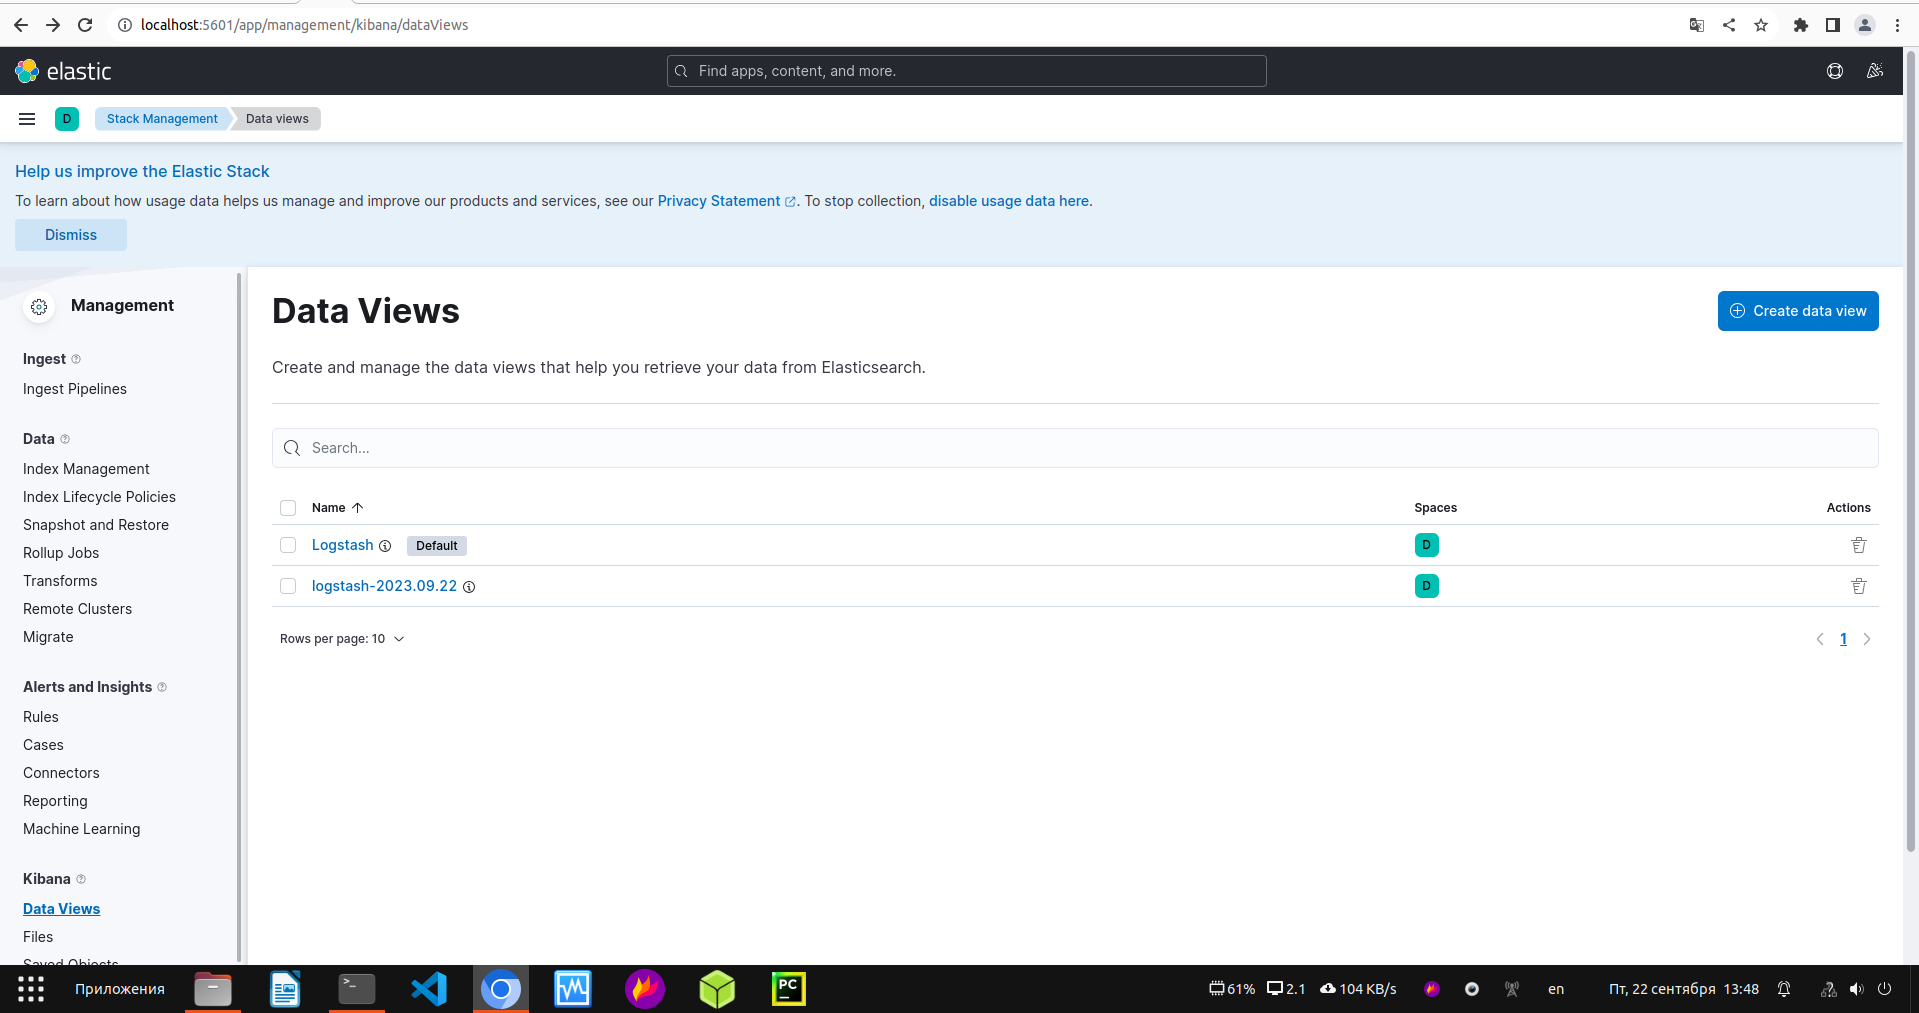 localhost:5601/app/management/kibana/dataViews
elastic
Find apps, content, and more.
D
Stack Management
Data views
Help us improve the Elastic Stack
To learn about how usage data helps us manage and improve our products and services, see our Privacy Statement. To stop collection, disable usage data here.
Dismiss
Management
Ingest
Ingest Pipelines
Data
Index Management
Index Lifecycle Policies
Snapshot and Restore
Rollup Jobs
Transforms
Remote Clusters
Migrate
Alerts and Insights
Rules
Cases
Connectors
Reporting
Machine Learning
Kibana
Data Views
Files
Saved Objects
Data Views
Create data view
Create and manage the data views that help you retrieve your data from Elasticsearch.
Search...
Name Spaces Actions
Logstash Default D
logstash-2023.09.22 D
Rows per page: 10
1
Приложения
PC
61% 2.1 104 KB/s en Пт, 22 сентября 13:48